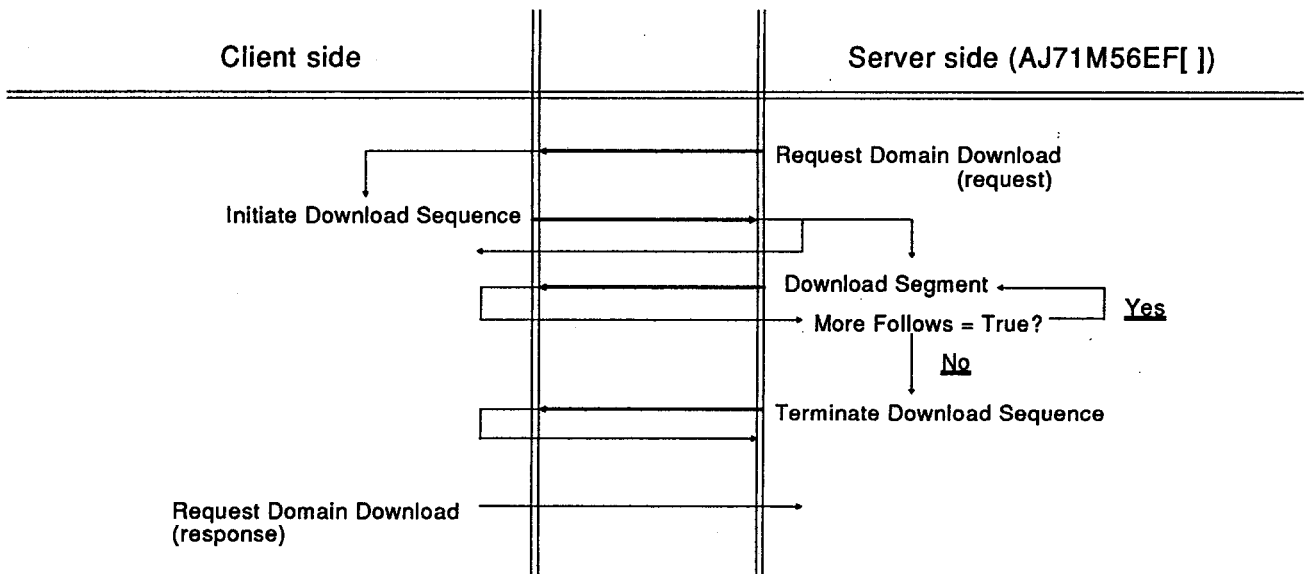 Client side
Server side (AJ71M56EF[ ])
Request Domain Download
(request)
Initiate Download Sequence
Download Segment
Yes
More Follows = True?
No
Terminate Download Sequence
Request Domain Download
(response)